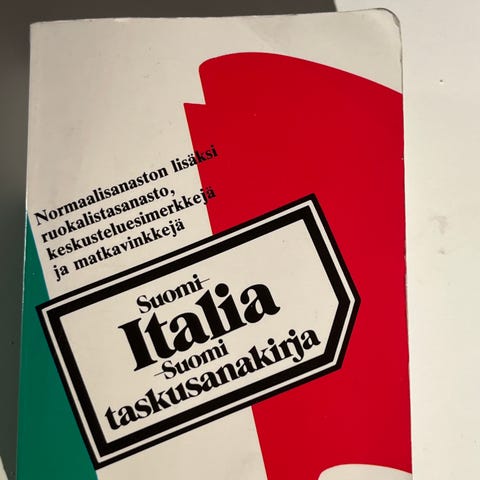 Normaalisanaston lisäksi
ruokalistasanasto,
keskusteluesimerkkejä
ja matkavinkkejä
Suomi-
Italia
-Suomi
taskusanakirja